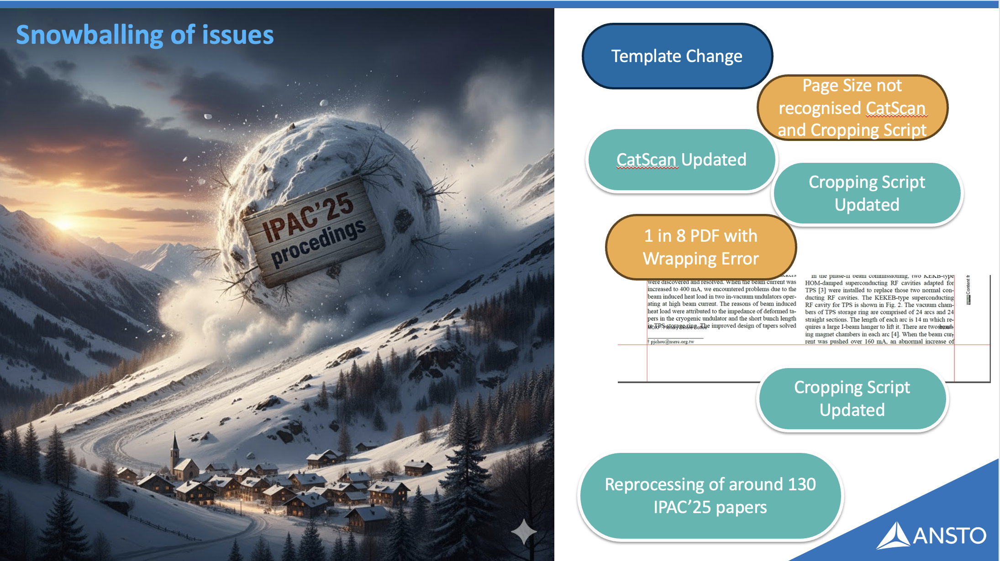 Snowballing of issues
IPAC’25
procedings
Template Change
Page Size not
recognised CatScan
and Cropping Script
CatScan Updated
Cropping Script
Updated
1 in 8 PDF with
Wrapping Error
were discovered and resolved. When the beam current was
increased to 400 mA, we encountered problems due to the
beam induced heat load in two in-vacuum undulators oper-
ating at high beam current. The reasons of beam induced
heat load were attributed to the impedance of deformed ta-
pers in the cryogenic undulator and the short bunch length
in TPS storage ring. The improved design of tapers solved
MOXF: Plenary Before Coffee
† pjchou@nsrrc.org.tw
In the phase-II beam commissioning, two KEKB-type
HOM-damped superconducting RF cavities adapted for
TPS [3] were installed to replace those two normal con-
ducting RF cavities. The KEKEB-type superconducting
RF cavity for TPS is shown in Fig. 2. The vacuum cham-
bers of TPS storage ring are comprised of 24 arcs and 24
straight sections. The length of each arc is 14 m which re-
quires a large I-beam hanger to lift it. There are two bend-
ing magnet chambers in each arc [4]. When the beam cur-
rent was pushed over 160 mA, an abnormal increase of
Content
Cropping Script
Updated
Reprocessing of around 130
IPAC’25 papers
ANSTO